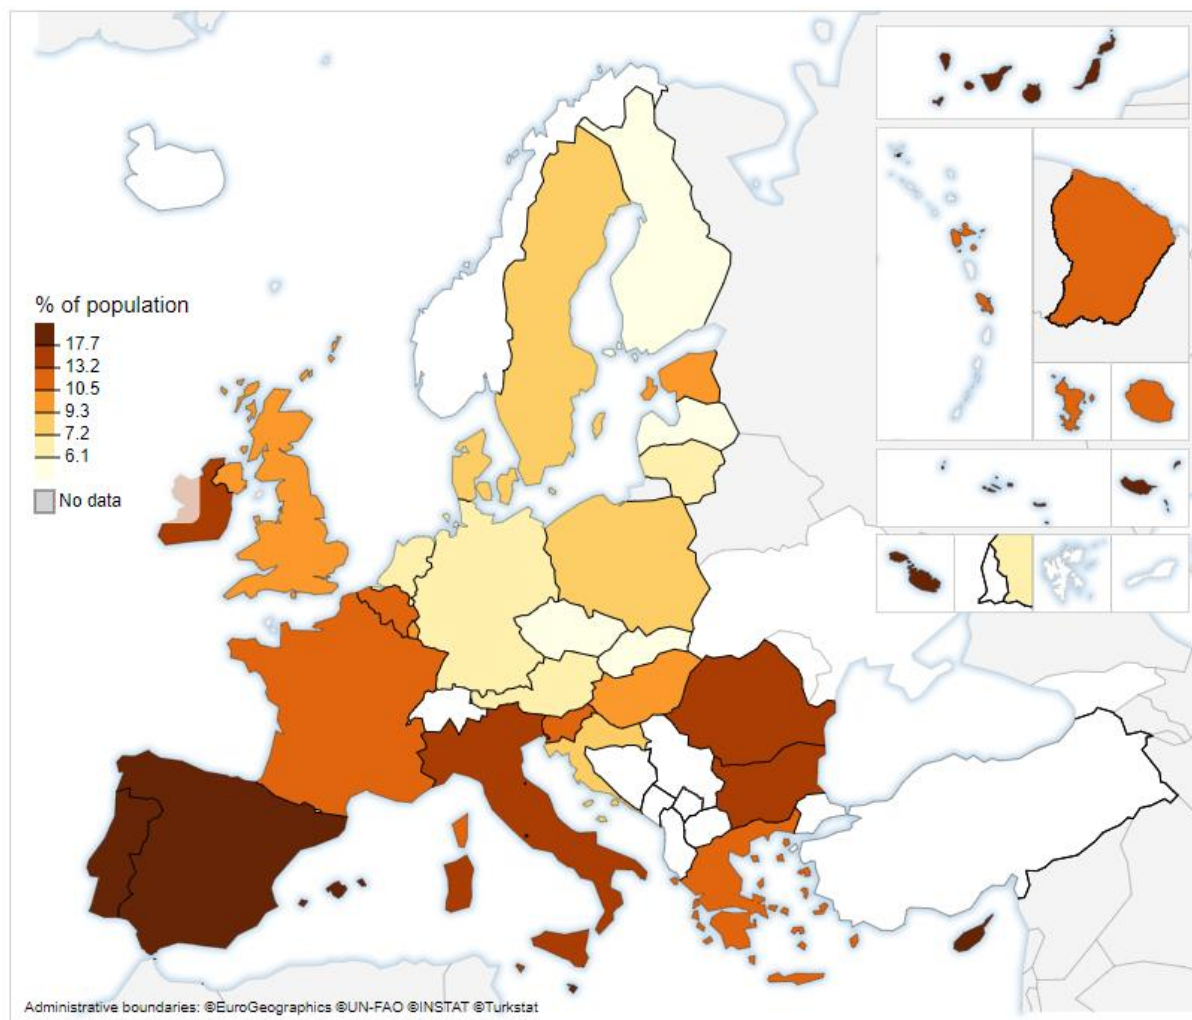 % of population
17.7
13.2
10.5
9.3
7.2
6.1
No data
Administrative boundaries: ©EuroGeographics ©UN-FAO ©INSTAT ©Turkstat